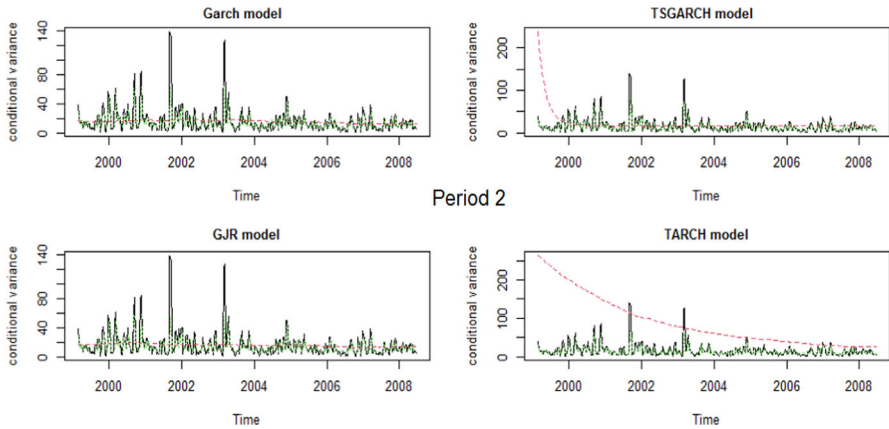 Garch model
conditional variance
0 40 80 140
2000 2002 2004 2006 2008
Time
TSGARCH model
conditional variance
0 100 200
2000 2002 2004 2006 2008
Time
Period 2
GJR model
conditional variance
0 40 80 140
2000 2002 2004 2006 2008
Time
TARCH model
conditional variance
0 100 200
2000 2002 2004 2006 2008
Time